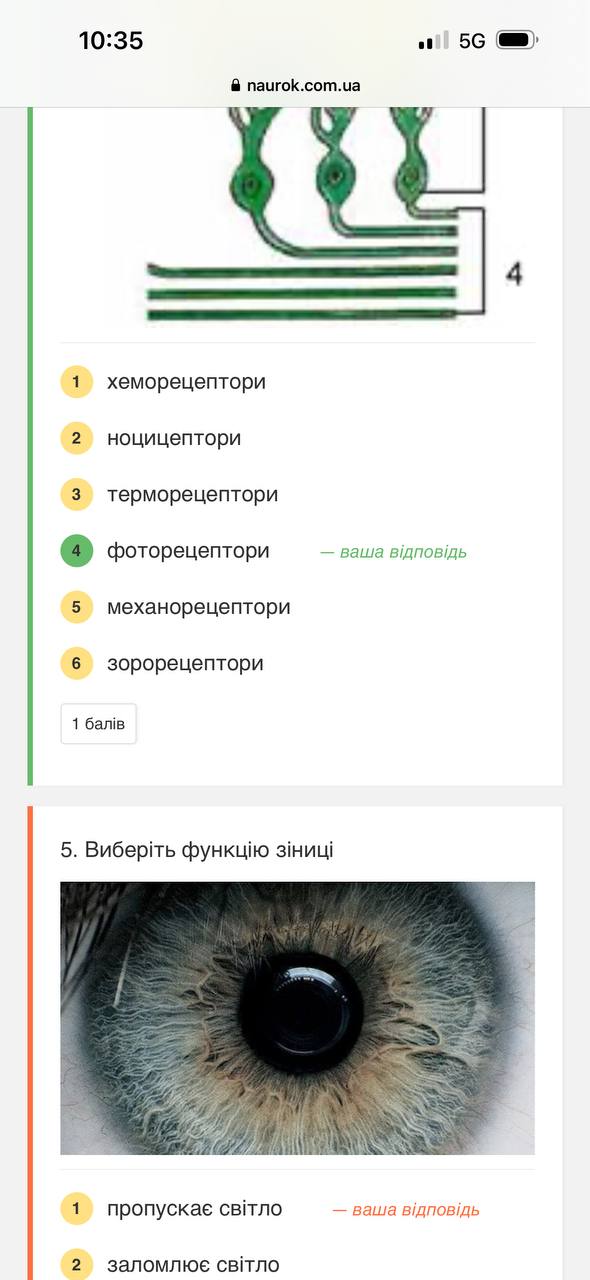 10:35
5G
naurok.com.ua
4
1 хеморецептори
2 ноцицептори
3 терморецептори
4 фоторецептори — ваша відповідь
5 механорецептори
6 зорорецептори
1 балів
5. Виберіть функцію зіниці
1 пропускає світло — ваша відповідь
2 заломлює світло